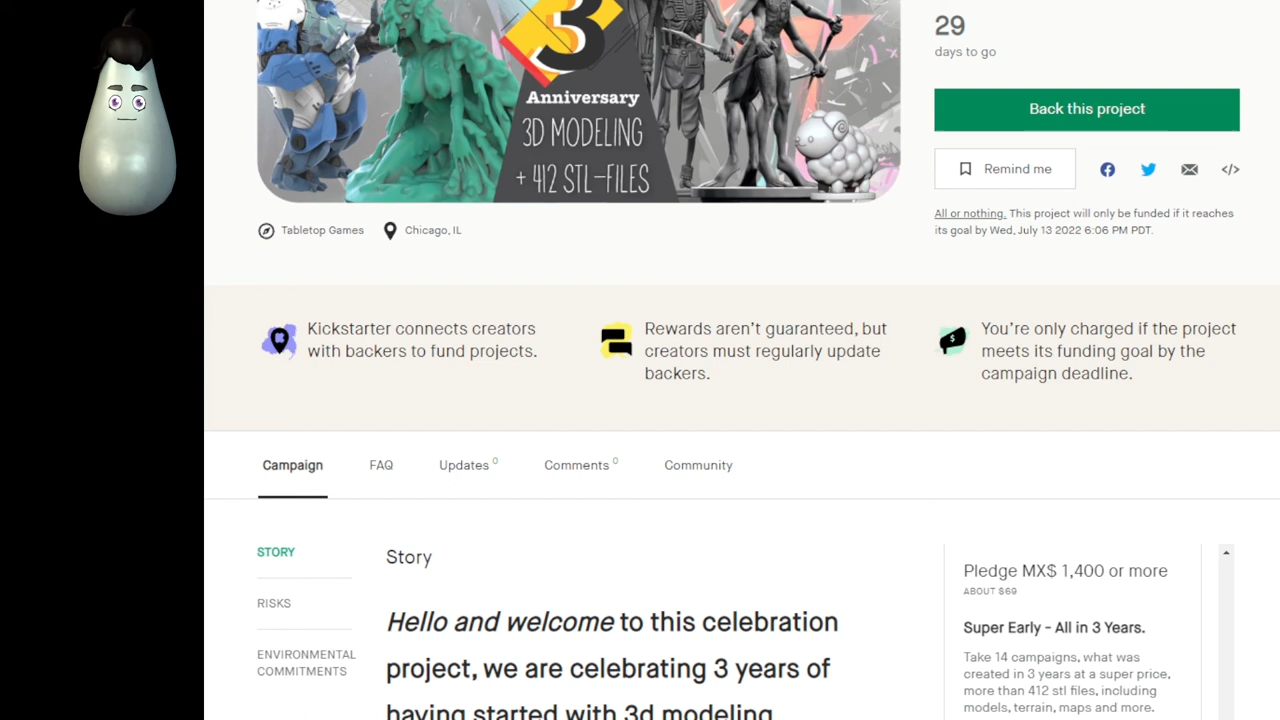 3
Anniversary
3D MODELING
+ 412 STL-FILES
29
days to go
Back this project
Remind me
</>
All or nothing. This project will only be funded if it reaches
its goal by Wed, July 13 2022 6:06 PM PDT.
Tabletop Games
Chicago, IL
Kickstarter connects creators
with backers to fund projects.
Rewards aren't guaranteed, but
creators must regularly update
backers.
You're only charged if the project
meets its funding goal by the
campaign deadline.
Campaign
FAQ
Updates 0
Comments 0
Community
STORY
RISKS
ENVIRONMENTAL
COMMITMENTS
Story
Hello and welcome to this celebration
project, we are celebrating 3 years of
having started with 3d modeling
Pledge MX$ 1,400 or more
ABOUT $69
Super Early - All in 3 Years.
Take 14 campaigns, what was
created in 3 years at a super price,
more than 412 stl files, including
models, terrain, maps and more.